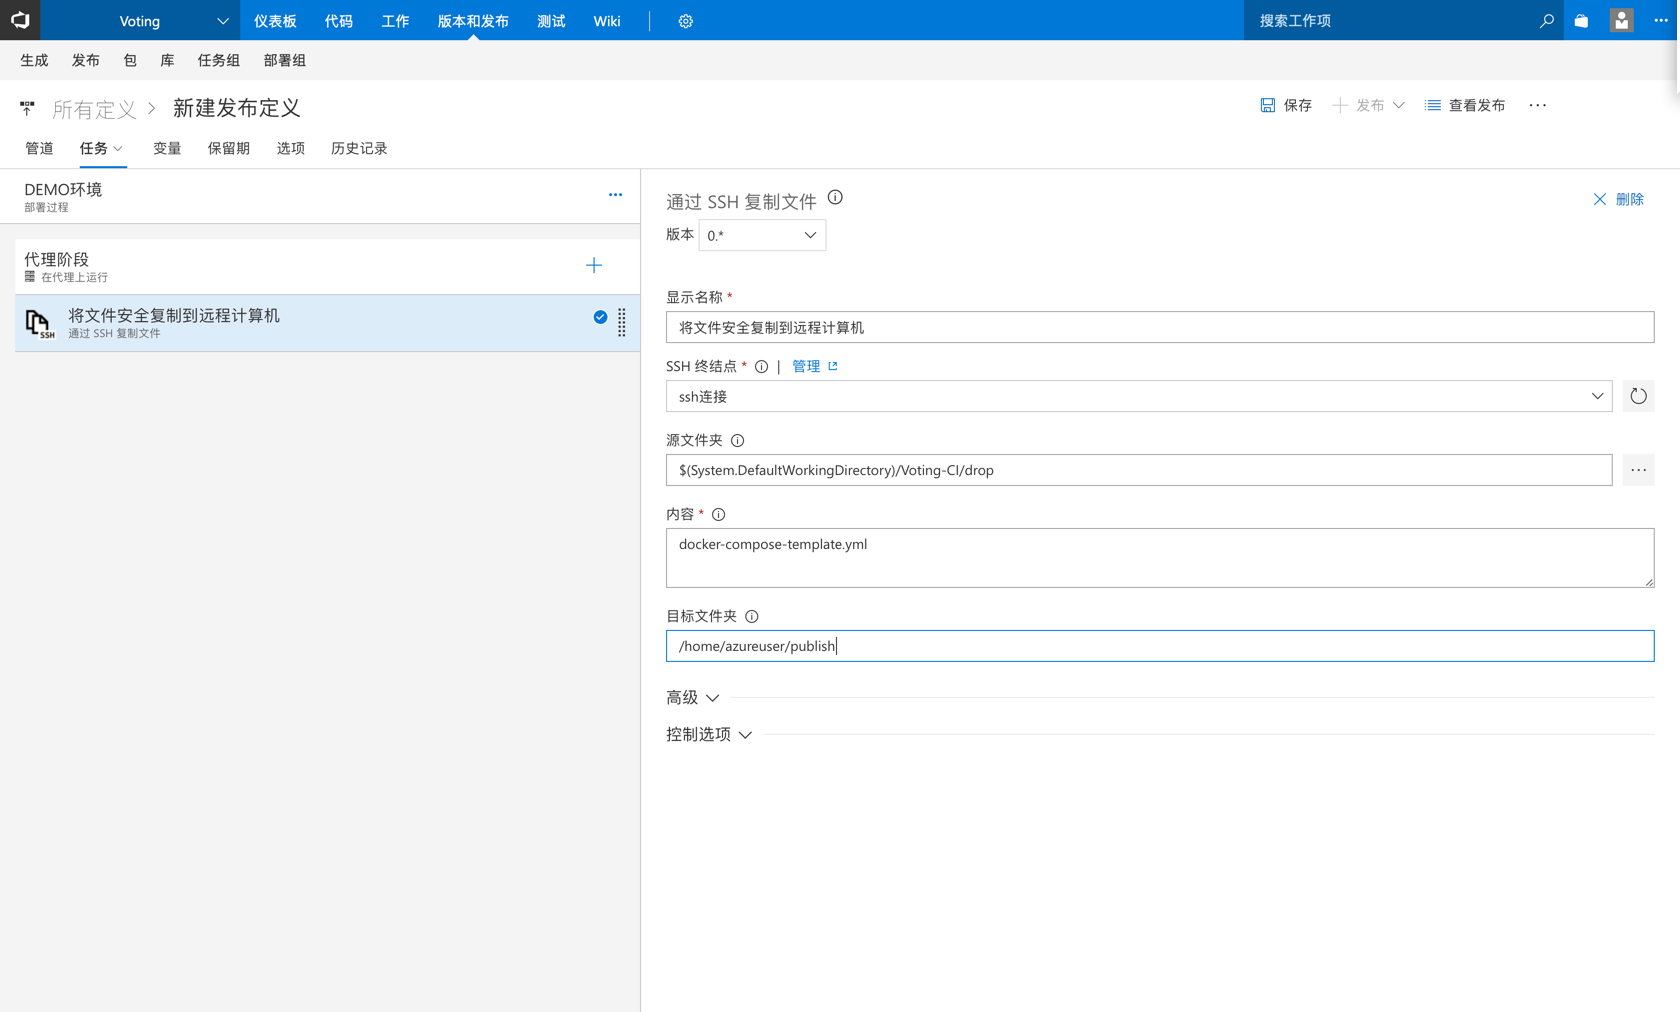 Voting
仪表板 代码 工作 版本和发布 测试 Wiki
搜索工作项
生成 发布 包 库 任务组 部署组
所有定义 > 新建发布定义
保存 发布 查看发布 ...
管道 任务 变量 保留期 选项 历史记录
DEMO环境
部署过程
代理阶段
在代理上运行
将文件安全复制到远程计算机
SSH
通过 SSH 复制文件
通过 SSH 复制文件
删除
版本 0.*
显示名称 *
将文件安全复制到远程计算机
SSH 终结点 * | 管理
ssh连接
源文件夹
$(System.DefaultWorkingDirectory)/Voting-CI/drop
...
内容 *
docker-compose-template.yml
目标文件夹
/home/azureuser/publish
高级
控制选项